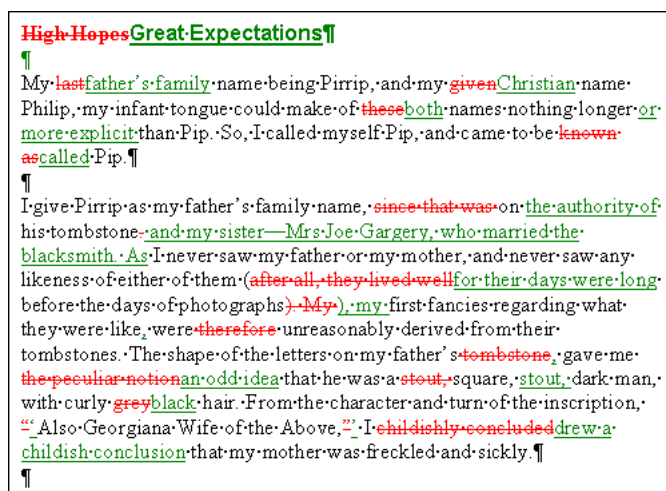 High HopesGreat Expectations¶
¶
My lastfather's family name being Pirrip, and my givenChristian name
Philip, my infant tongue could make of theseboth names nothing longer or
more explicit than Pip. So, I called myself Pip, and came to be known
ascalled Pip.¶
¶
I give Pirrip as my father's family name, since that was on the authority of
his tombstone. and my sister—Mrs Joe Gargery, who married the
blacksmith. As I never saw my father or my mother, and never saw any
likeness of either of them (after all, they lived wellfor their days were long
before the days of photographs). My ), my first fancies regarding what
they were like, were therefore unreasonably derived from their
tombstones. The shape of the letters on my father's tombstone, gave me
the peculiar notionan odd idea that he was a stout, square, stout, dark man,
with curly greyblack hair. From the character and turn of the inscription,
“‘Also Georgiana Wife of the Above,”’ I childishly concludeddrew a
childish conclusion that my mother was freckled and sickly.¶
¶